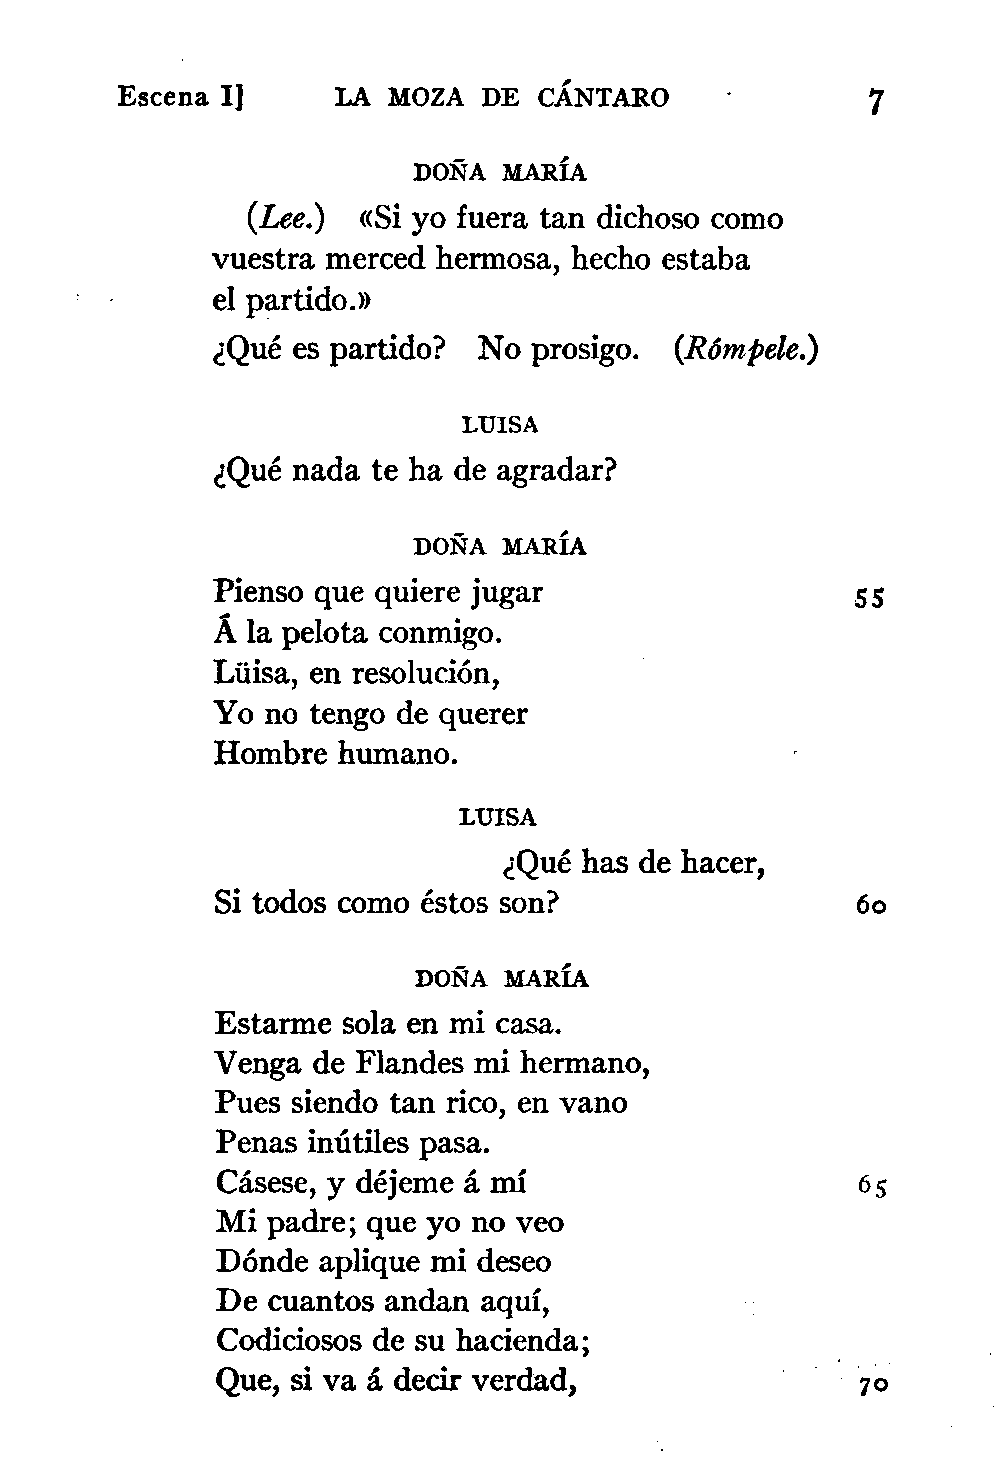 Escena I] LA MOZA DE CÁNTARO 7
DOÑA MARÍA
(Lee.) «Si yo fuera tan dichoso como
vuestra merced hermosa, hecho estaba
el partido.»
¿Qué es partido? No prosigo. (Rómpele.)
LUISA
¿Qué nada te ha de agradar?
DOÑA MARÍA
Pienso que quiere jugar 55
Á la pelota conmigo.
Lüisa, en resolución,
Yo no tengo de querer
Hombre humano.
LUISA
¿Qué has de hacer,
Si todos como éstos son? 60
DOÑA MARÍA
Estarme sola en mi casa.
Venga de Flandes mi hermano,
Pues siendo tan rico, en vano
Penas inútiles pasa.
Cásese, y déjeme á mí 65
Mi padre; que yo no veo
Dónde aplique mi deseo
De cuantos andan aquí,
Codiciosos de su hacienda;
Que, si va á decir verdad, 70